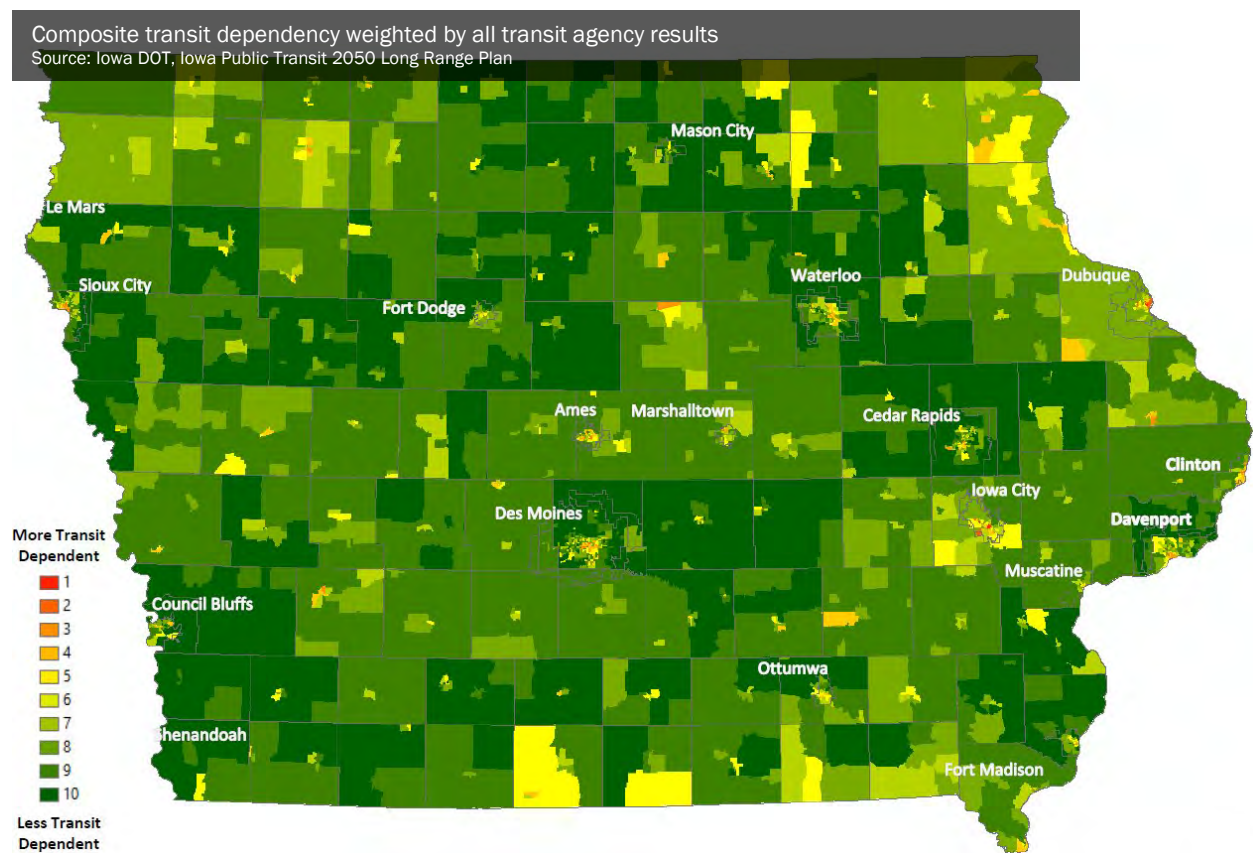 Composite transit dependency weighted by all transit agency results
Source: Iowa DOT, Iowa Public Transit 2050 Long Range Plan
Mason City
Le Mars
Sioux City
Fort Dodge
Waterloo
Dubuque
Ames
Marshalltown
Cedar Rapids
Clinton
Iowa City
Des Moines
Davenport
Muscatine
Council Bluffs
Ottumwa
Shenandoah
Fort Madison
More Transit
Dependent
1
2
3
4
5
6
7
8
9
10
Less Transit
Dependent